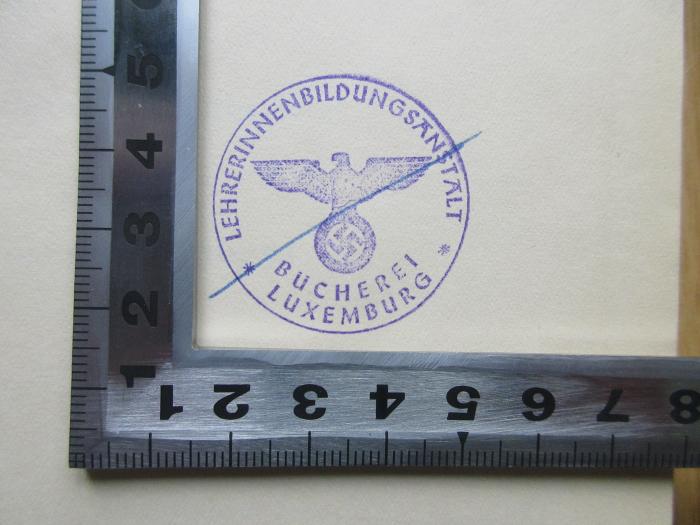 LEHRERINNENBILDUNGSANSTALT
* BÜCHEREI *
LUXEMBURG
5
4
3
2
1
1 2 3 4 5 6 7 8